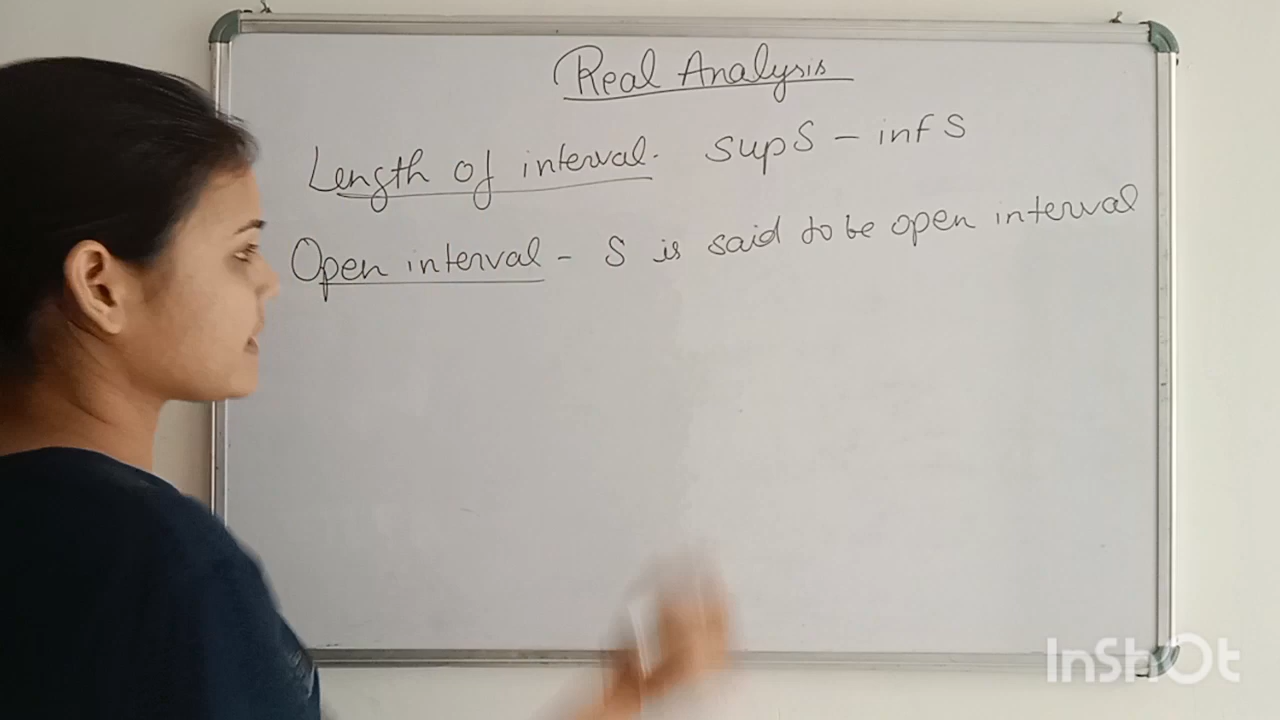 Real Analysis
Length of interval. SupS - inf S
Open interval - S is said to be open interval
InShOt